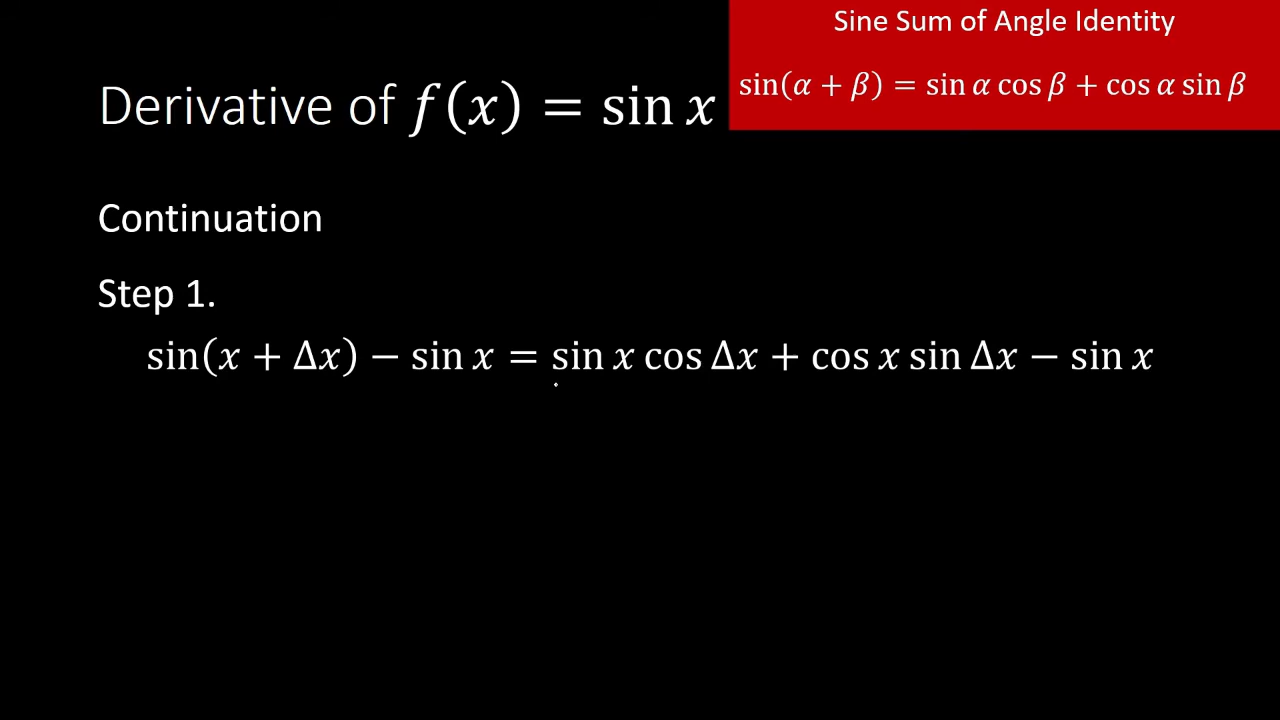 Sine Sum of Angle Identity
sin(α + β) = sin α cos β + cos α sin β
Derivative of f(x) = sin x
Continuation
Step 1.
sin(x + Δx) − sin x = sin x cos Δx + cos x sin Δx − sin x